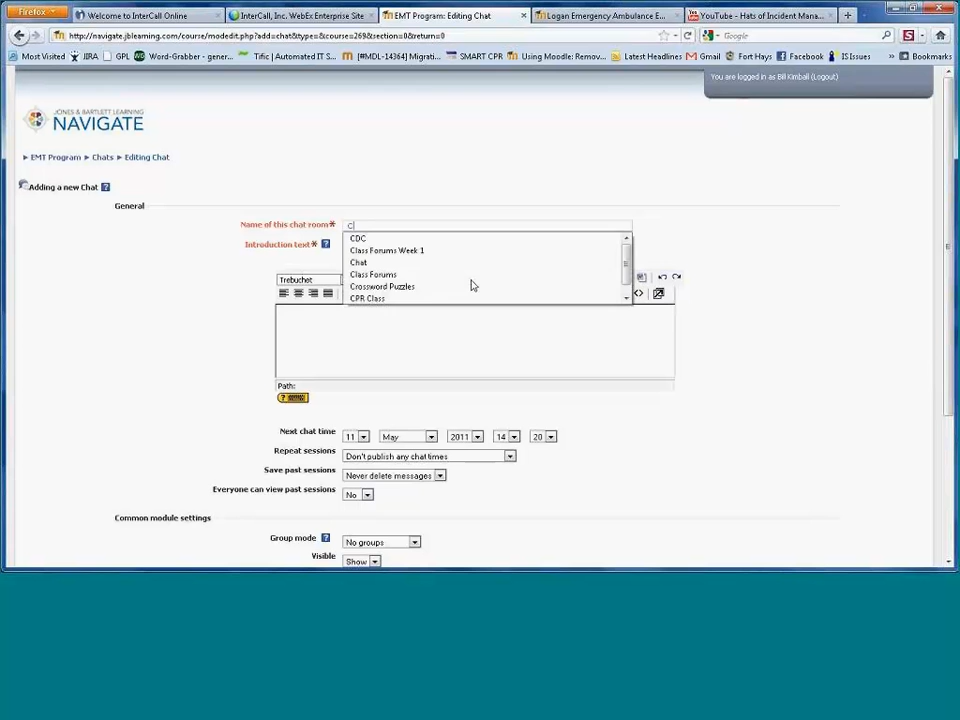 Firefox
Welcome to InterCall Online
InterCall, Inc. WebEx Enterprise Site
EMT Program: Editing Chat
Logan Emergency Ambulance E...
YouTube - Hats of Incident Mana...
http://navigate.jblearning.com/course/modedit.php?add=chat&type=&course=269&section=0&return=0
Google
Most Visited JIRA GPL Word-Grabber - gener... Tific | Automated IT S... [#MDL-14364] Migrati... SMART CPR Using Moodle: Remov... Latest Headlines Gmail Fort Hays Facebook ISIssues » Bookmarks
You are logged in as Bill Kimball (Logout)
JONES & BARTLETT LEARNING
NAVIGATE
EMT Program Chats Editing Chat
Adding a new Chat ?
General
Name of this chat room* C
Introduction text* ?
CDC
Class Forums Week 1
Chat
Class Forums
Crossword Puzzles
CPR Class
Trebuchet
Path:
?
Next chat time 11 May 2011 14 20
Repeat sessions Don't publish any chat times
Save past sessions Never delete messages
Everyone can view past sessions No
Common module settings
Group mode ? No groups
Visible Show